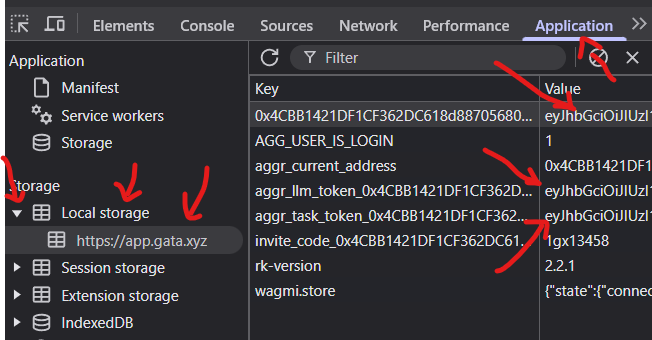 Elements Console Sources Network Performance Application
Application
Manifest
Service workers
Storage
Storage
Local storage
https://app.gata.xyz
Session storage
Extension storage
IndexedDB
Filter
Key Value
0x4CBB1421DF1CF362DC618d88705680... eyJhbGciOiJIUzI1
AGG_USER_IS_LOGIN 1
aggr_current_address 0x4CBB1421DF1
aggr_llm_token_0x4CBB1421DF1CF362D... eyJhbGciOiJIUzI1
aggr_task_token_0x4CBB1421DF1CF362... eyJhbGciOiJIUzI1
invite_code_0x4CBB1421DF1CF362DC61... 1gx13458
rk-version 2.2.1
wagmi.store {"state":{"connec